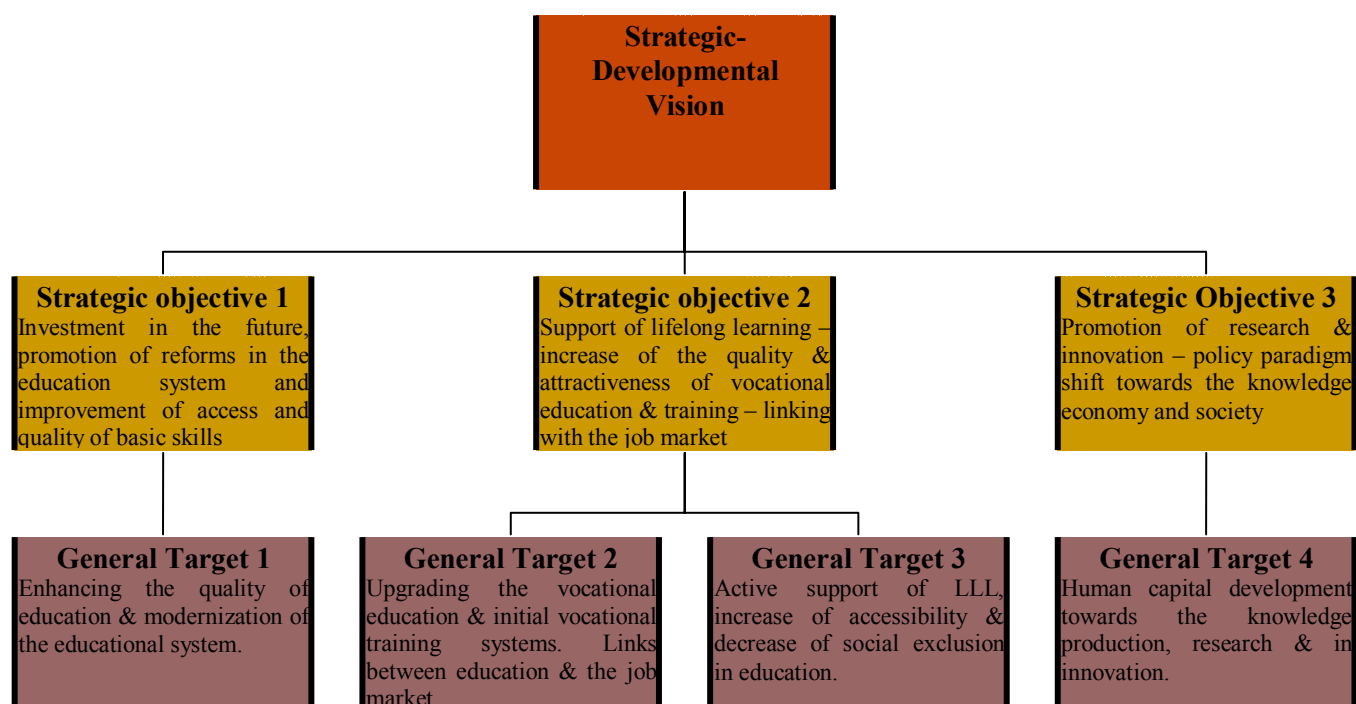 Strategic-
Developmental
Vision
Strategic objective 1
Investment in the future,
promotion of reforms in the
education system and
improvement of access and
quality of basic skills
Strategic objective 2
Support of lifelong learning –
increase of the quality &
attractiveness of vocational
education & training – linking
with the job market
Strategic Objective 3
Promotion of research &
innovation – policy paradigm
shift towards the knowledge
economy and society
General Target 1
Enhancing the quality of
education & modernization of
the educational system.
General Target 2
Upgrading the vocational
education & initial vocational
training systems. Links
between education & the job
market
General Target 3
Active support of LLL,
increase of accessibility &
decrease of social exclusion
in education.
General Target 4
Human capital development
towards the knowledge
production, research & in
innovation.